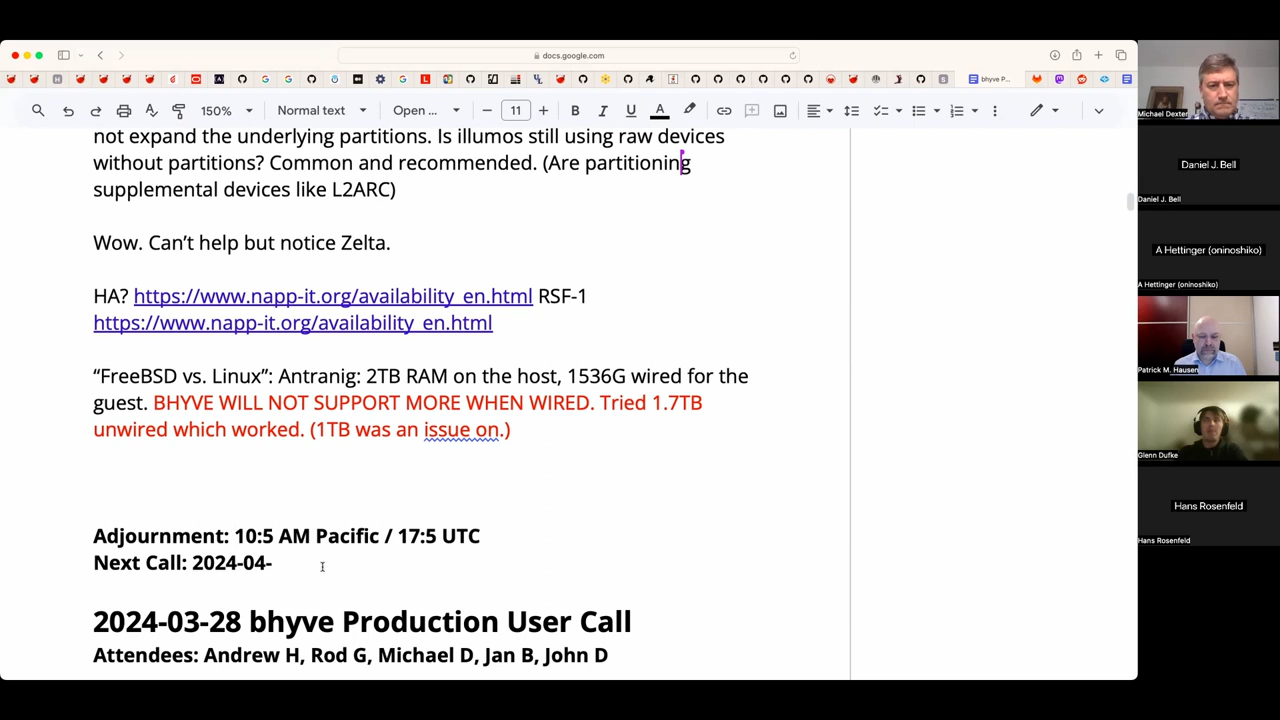 docs.google.com
bhyve P...
150%
Normal text
Open ...
11
not expand the underlying partitions. Is illumos still using raw devices
without partitions? Common and recommended. (Are partitioning
supplemental devices like L2ARC)
Wow. Can’t help but notice Zelta.
HA? https://www.napp-it.org/availability_en.html RSF-1
https://www.napp-it.org/availability_en.html
“FreeBSD vs. Linux”: Antranig: 2TB RAM on the host, 1536G wired for the
guest. BHYVE WILL NOT SUPPORT MORE WHEN WIRED. Tried 1.7TB
unwired which worked. (1TB was an issue on.)
Adjournment: 10:5 AM Pacific / 17:5 UTC
Next Call: 2024-04-
2024-03-28 bhyve Production User Call
Attendees: Andrew H, Rod G, Michael D, Jan B, John D
Michael Dexter
Daniel J. Bell
Daniel J. Bell
A Hettinger (oninoshiko)
A Hettinger (oninoshiko)
Patrick M. Hausen
Glenn Dufke
Hans Rosenfeld
Hans Rosenfeld